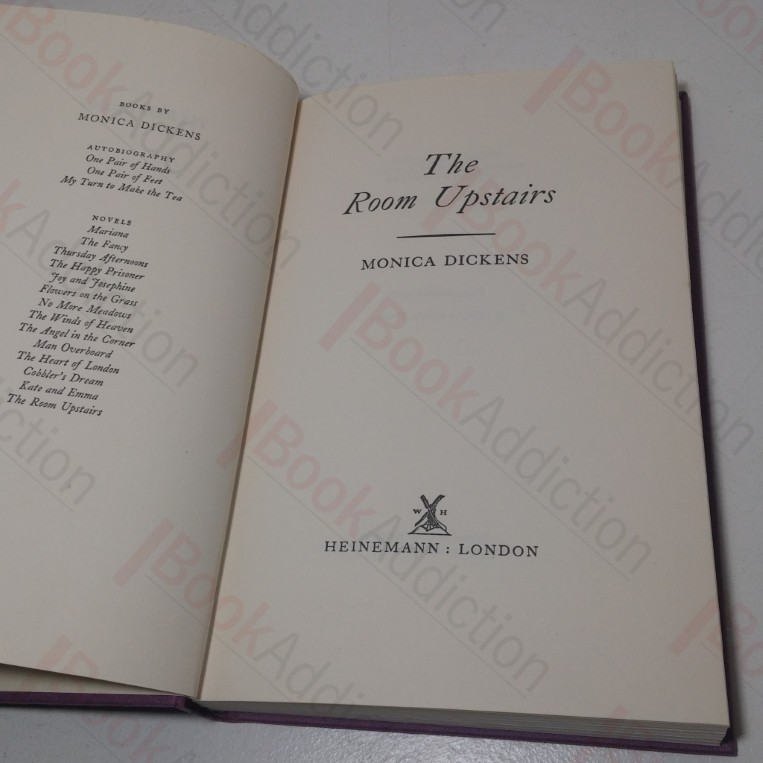 BOOKS BY
MONICA DICKENS
AUTOBIOGRAPHY
One Pair of Hands
One Pair of Feet
My Turn to Make the Tea
NOVELS
Mariana
The Fancy
Thursday Afternoons
The Happy Prisoner
Joy and Josephine
Flowers on the Grass
No More Meadows
The Winds of Heaven
The Angel in the Corner
Man Overboard
The Heart of London
Cobbler's Dream
Kate and Emma
The Room Upstairs
The
Room Upstairs
MONICA DICKENS
W H
HEINEMANN : LONDON
BookAddiction
BookAddiction
BookAddiction
BookAddiction
BookAddiction
BookAddiction